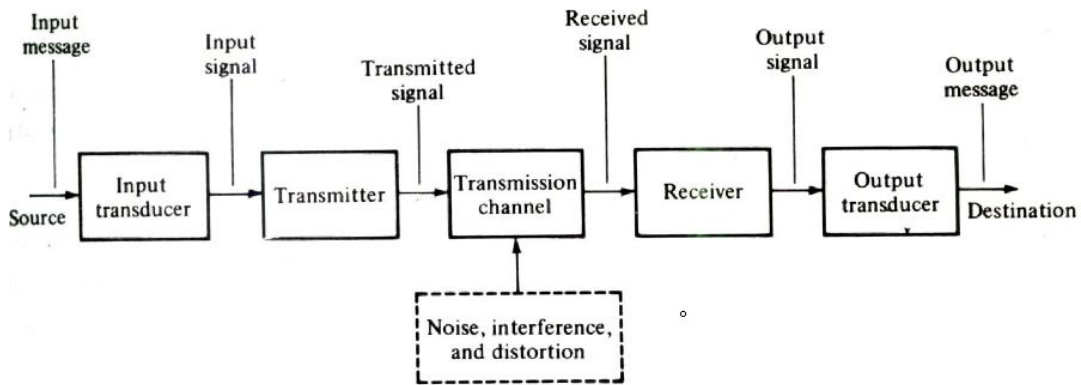 Input
message
Input
signal
Transmitted
signal
Received
signal
Output
signal
Output
message
Source
Input
transducer
Transmitter
Transmission
channel
Receiver
Output
transducer
Destination
Noise, interference,
and distortion